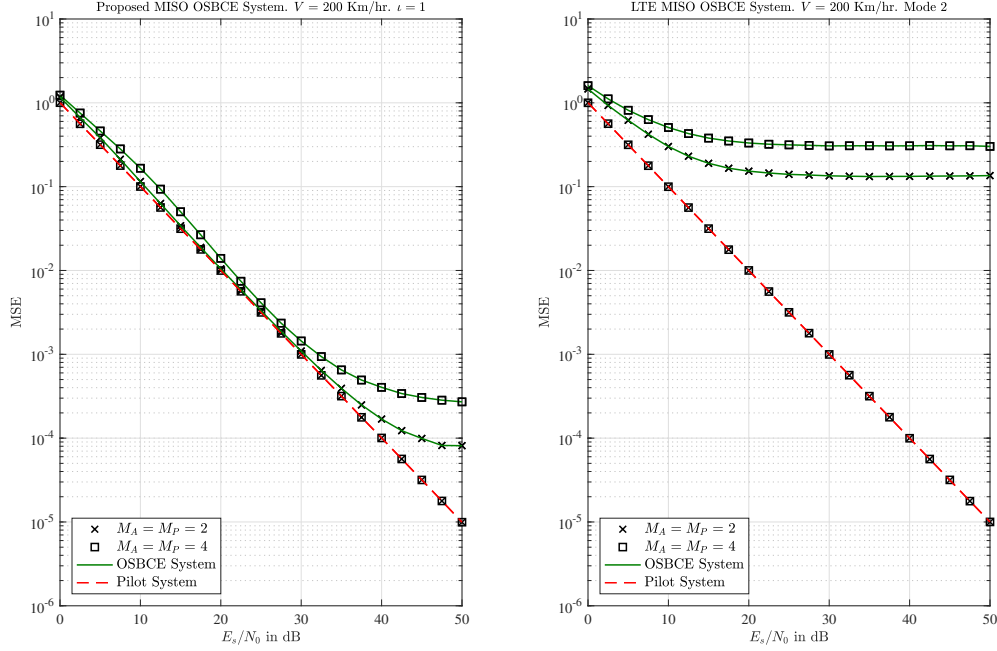 Proposed MISO OSBCE System. V = 200 Km/hr. ι = 1
10^1
10^0
10^-1
10^-2
10^-3
10^-4
10^-5
10^-6
MSE
M_A = M_P = 2
M_A = M_P = 4
OSBCE System
Pilot System
0 10 20 30 40 50
E_s/N_0 in dB
LTE MISO OSBCE System. V = 200 Km/hr. Mode 2
10^1
10^0
10^-1
10^-2
10^-3
10^-4
10^-5
10^-6
MSE
M_A = M_P = 2
M_A = M_P = 4
OSBCE System
Pilot System
0 10 20 30 40 50
E_s/N_0 in dB